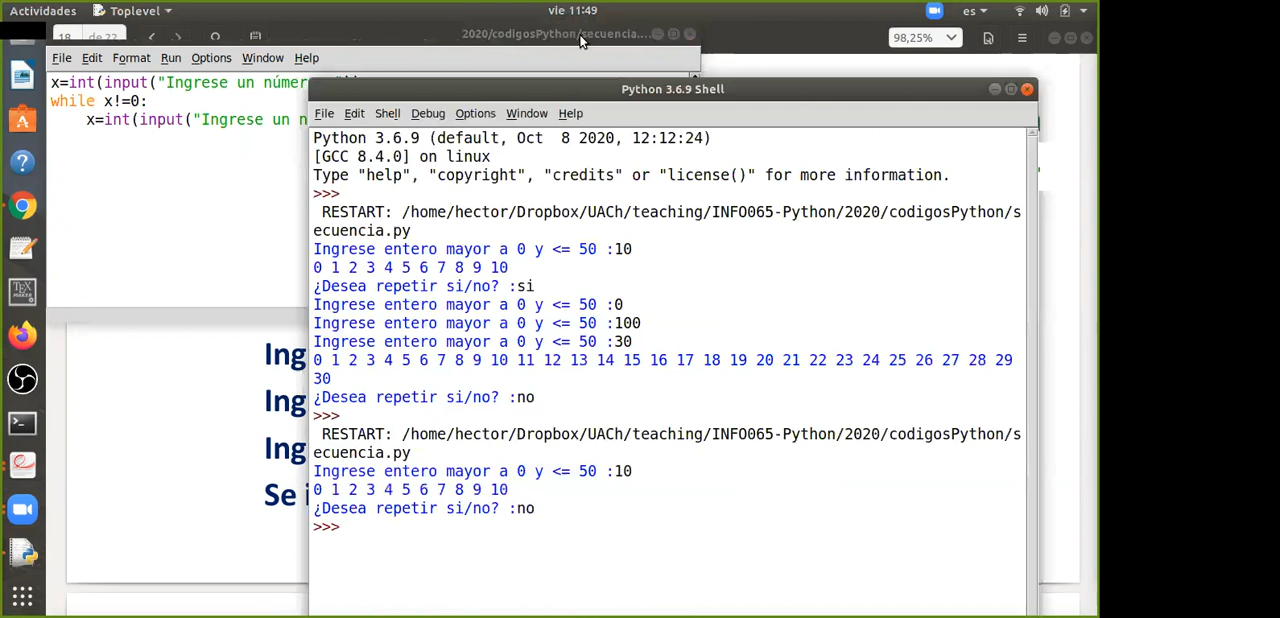 Actividades Toplevel vie 11:49 es
18 de 22 2020/codigosPython/secuencia.... 98,25%
File Edit Format Run Options Window Help
x=int(input("Ingrese un númer
while x!=0:
x=int(input("Ingrese un n
Python 3.6.9 Shell
File Edit Shell Debug Options Window Help
Python 3.6.9 (default, Oct 8 2020, 12:12:24)
[GCC 8.4.0] on linux
Type "help", "copyright", "credits" or "license()" for more information.
>>>
RESTART: /home/hector/Dropbox/UACh/teaching/INFO065-Python/2020/codigosPython/s
ecuencia.py
Ingrese entero mayor a 0 y <= 50 :10
0 1 2 3 4 5 6 7 8 9 10
¿Desea repetir si/no? :si
Ingrese entero mayor a 0 y <= 50 :0
Ingrese entero mayor a 0 y <= 50 :100
Ingrese entero mayor a 0 y <= 50 :30
0 1 2 3 4 5 6 7 8 9 10 11 12 13 14 15 16 17 18 19 20 21 22 23 24 25 26 27 28 29
30
¿Desea repetir si/no? :no
>>>
RESTART: /home/hector/Dropbox/UACh/teaching/INFO065-Python/2020/codigosPython/s
ecuencia.py
Ingrese entero mayor a 0 y <= 50 :10
0 1 2 3 4 5 6 7 8 9 10
¿Desea repetir si/no? :no
>>>
Ing
Ing
Ing
Se i